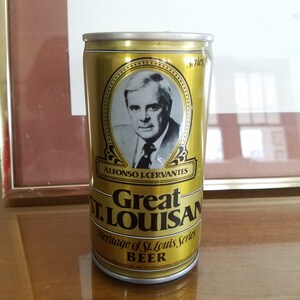 ALFONSO J. CERVANTES
Great
ST. LOUISAN
Heritage of St. Louis Series
BEER